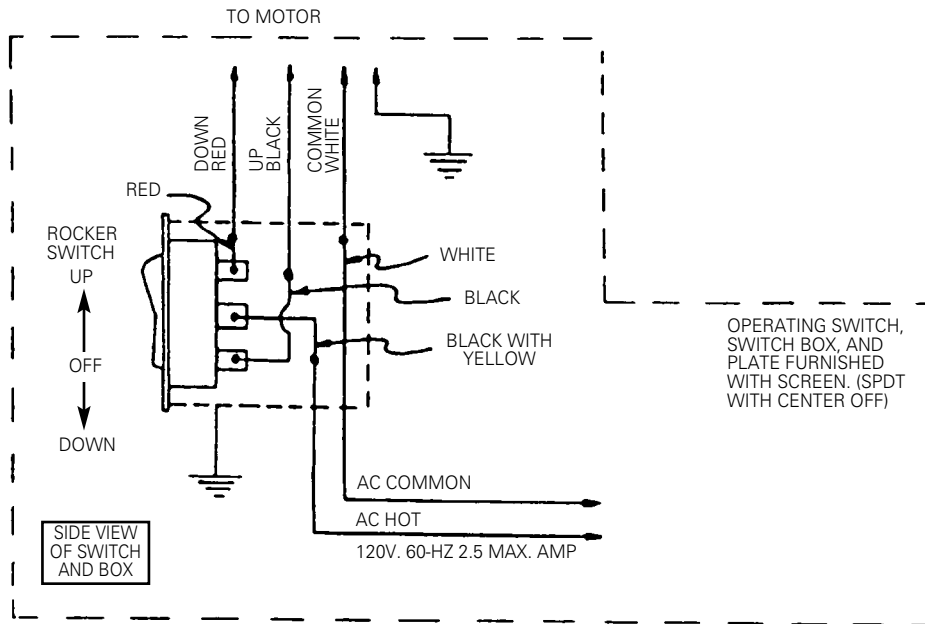 TO MOTOR
DOWN
RED
UP
BLACK
COMMON
WHITE
RED
ROCKER
SWITCH
UP
OFF
DOWN
WHITE
BLACK
BLACK WITH
YELLOW
OPERATING SWITCH,
SWITCH BOX, AND
PLATE FURNISHED
WITH SCREEN. (SPDT
WITH CENTER OFF)
AC COMMON
AC HOT
120V. 60-HZ 2.5 MAX. AMP
SIDE VIEW
OF SWITCH
AND BOX